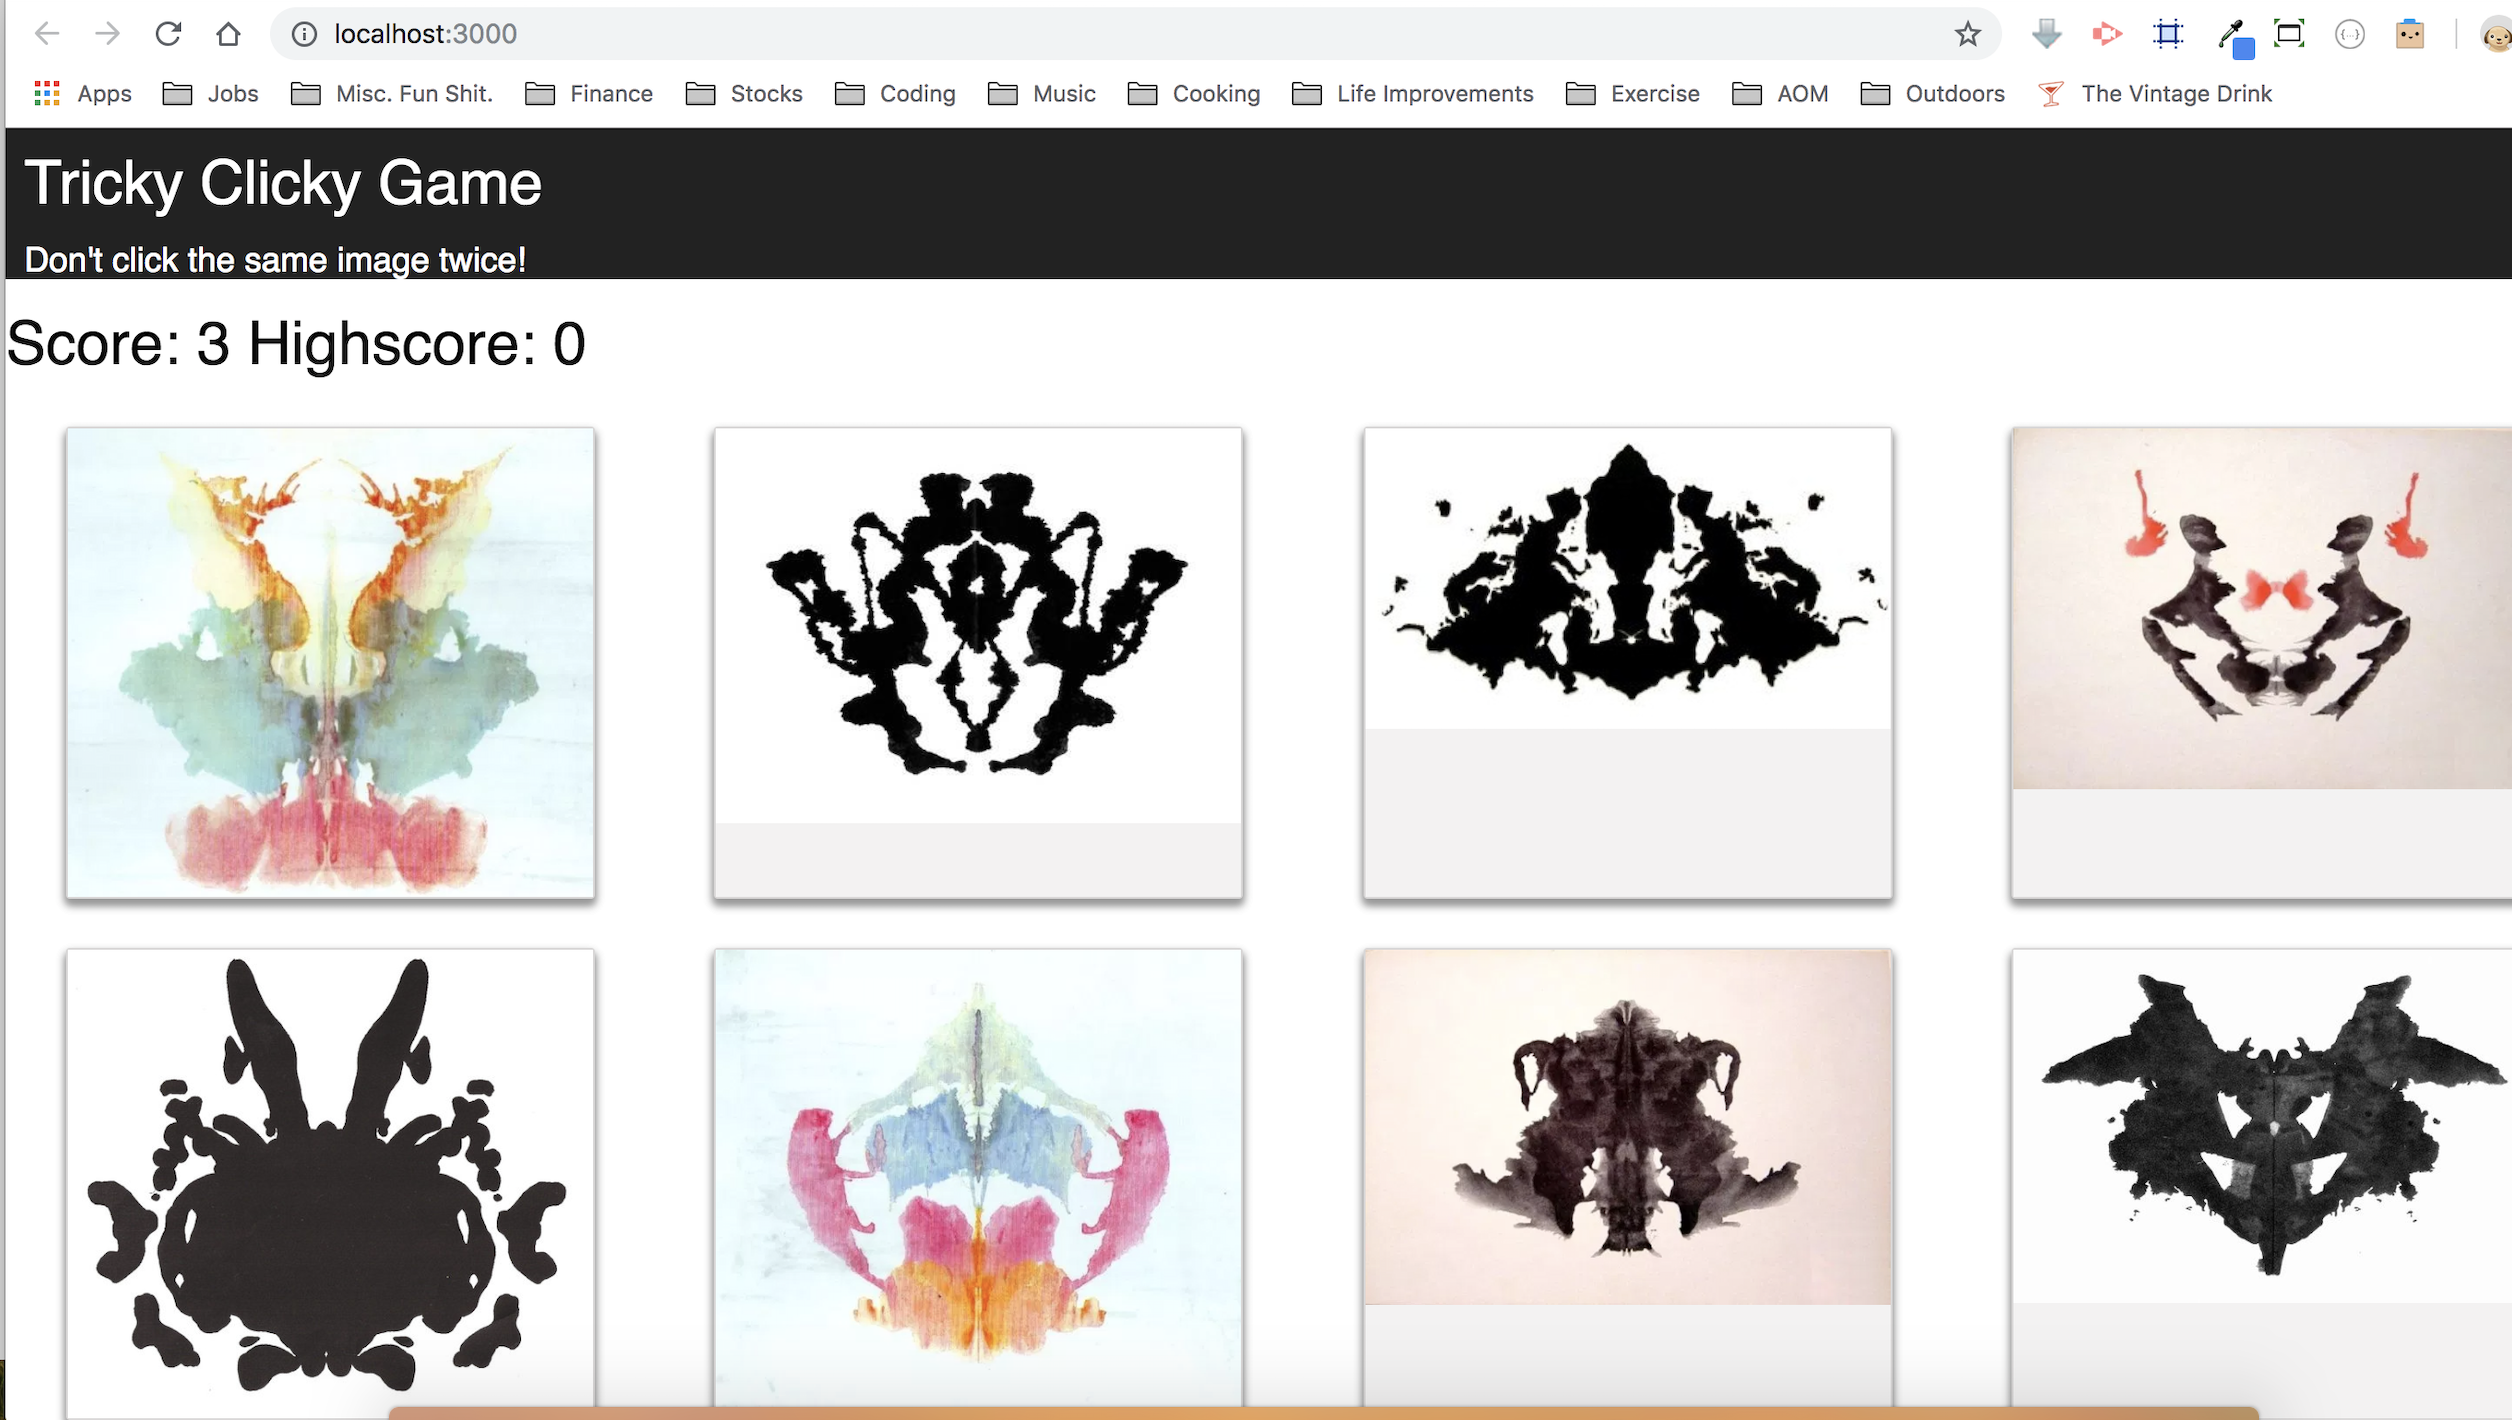 localhost:3000
Apps Jobs Misc. Fun Shit. Finance Stocks Coding Music Cooking Life Improvements Exercise AOM Outdoors The Vintage Drink
Tricky Clicky Game
Don't click the same image twice!
Score: 3 Highscore: 0